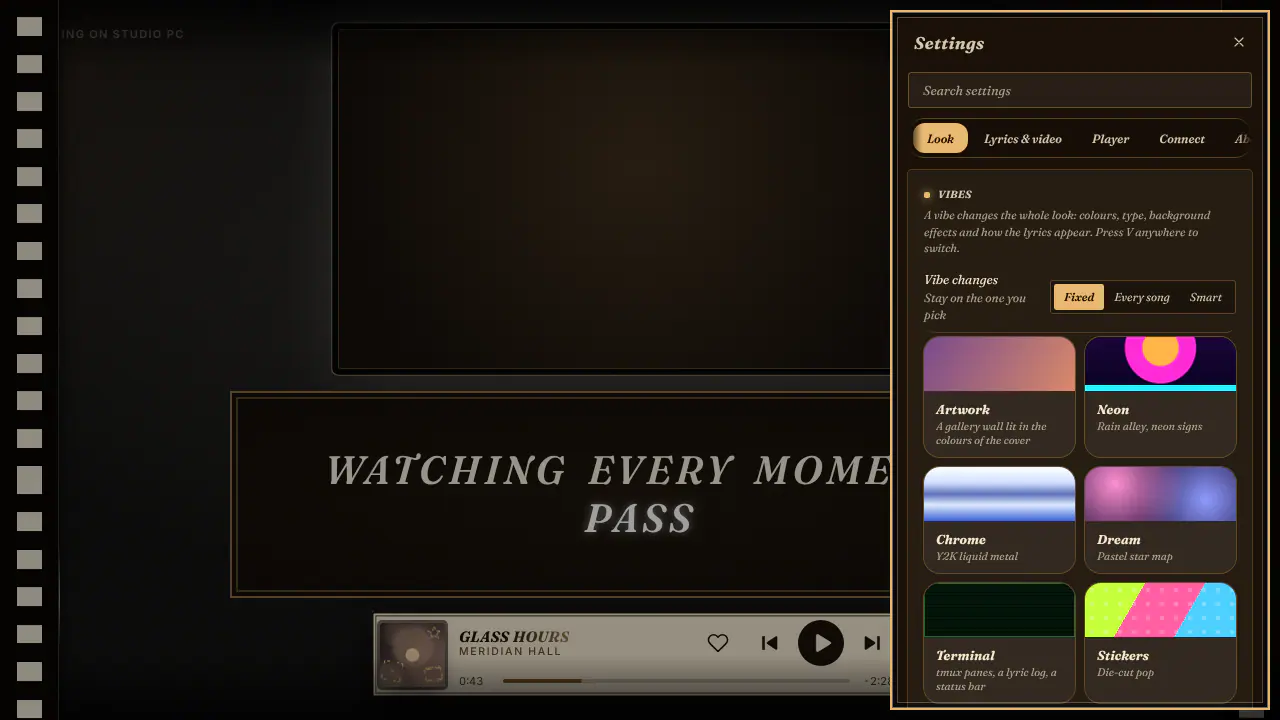 ING ON STUDIO PC
WATCHING EVERY MOME
PASS
GLASS HOURS
MERIDIAN HALL
0:43
-2:28
Settings
Search settings
Look
Lyrics & video
Player
Connect
Ab
VIBES
A vibe changes the whole look: colours, type, background
effects and how the lyrics appear. Press V anywhere to
switch.
Vibe changes
Stay on the one you
pick
Fixed
Every song
Smart
Artwork
A gallery wall lit in the
colours of the cover
Neon
Rain alley, neon signs
Chrome
Y2K liquid metal
Dream
Pastel star map
Terminal
tmux panes, a lyric log, a
status bar
Stickers
Die-cut pop